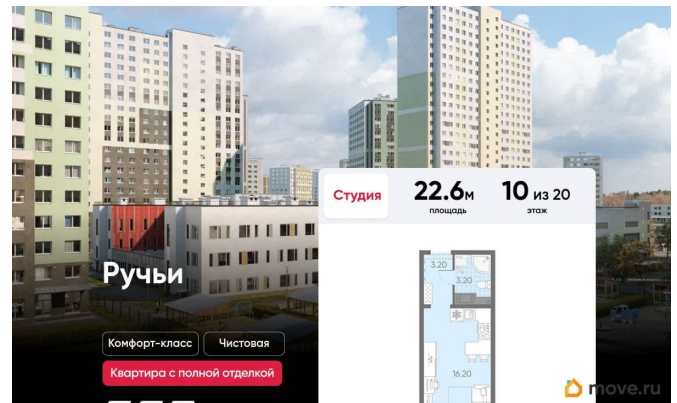 Студия
22.6м
площадь
10 из 20
этаж
Ручьи
3.20
3.20
Комфорт-класс
Чистовая
Квартира с полной отделкой
16.20
move.ru